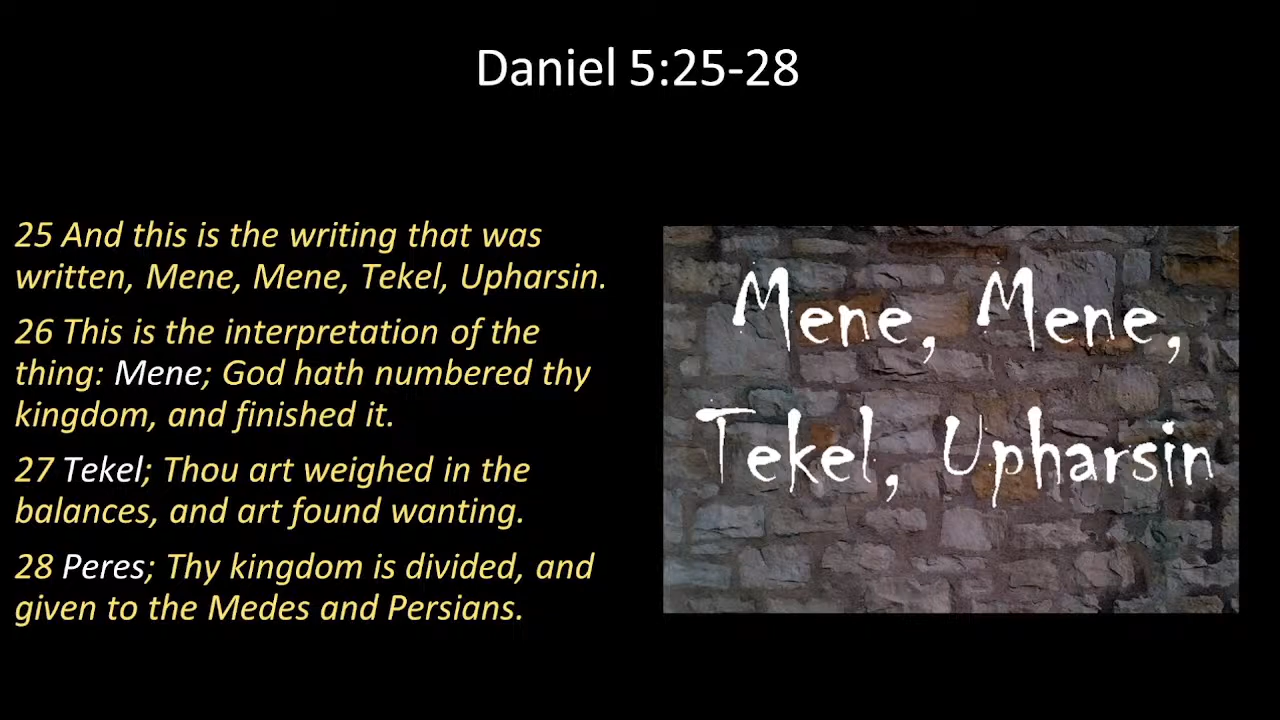 Daniel 5:25-28
25 And this is the writing that was
written, Mene, Mene, Tekel, Upharsin.
26 This is the interpretation of the
thing: Mene; God hath numbered thy
kingdom, and finished it.
27 Tekel; Thou art weighed in the
balances, and art found wanting.
28 Peres; Thy kingdom is divided, and
given to the Medes and Persians.
Mene, Mene,
Tekel, Upharsin